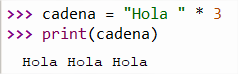 >>> cadena = "Hola " * 3
>>> print(cadena)
Hola Hola Hola